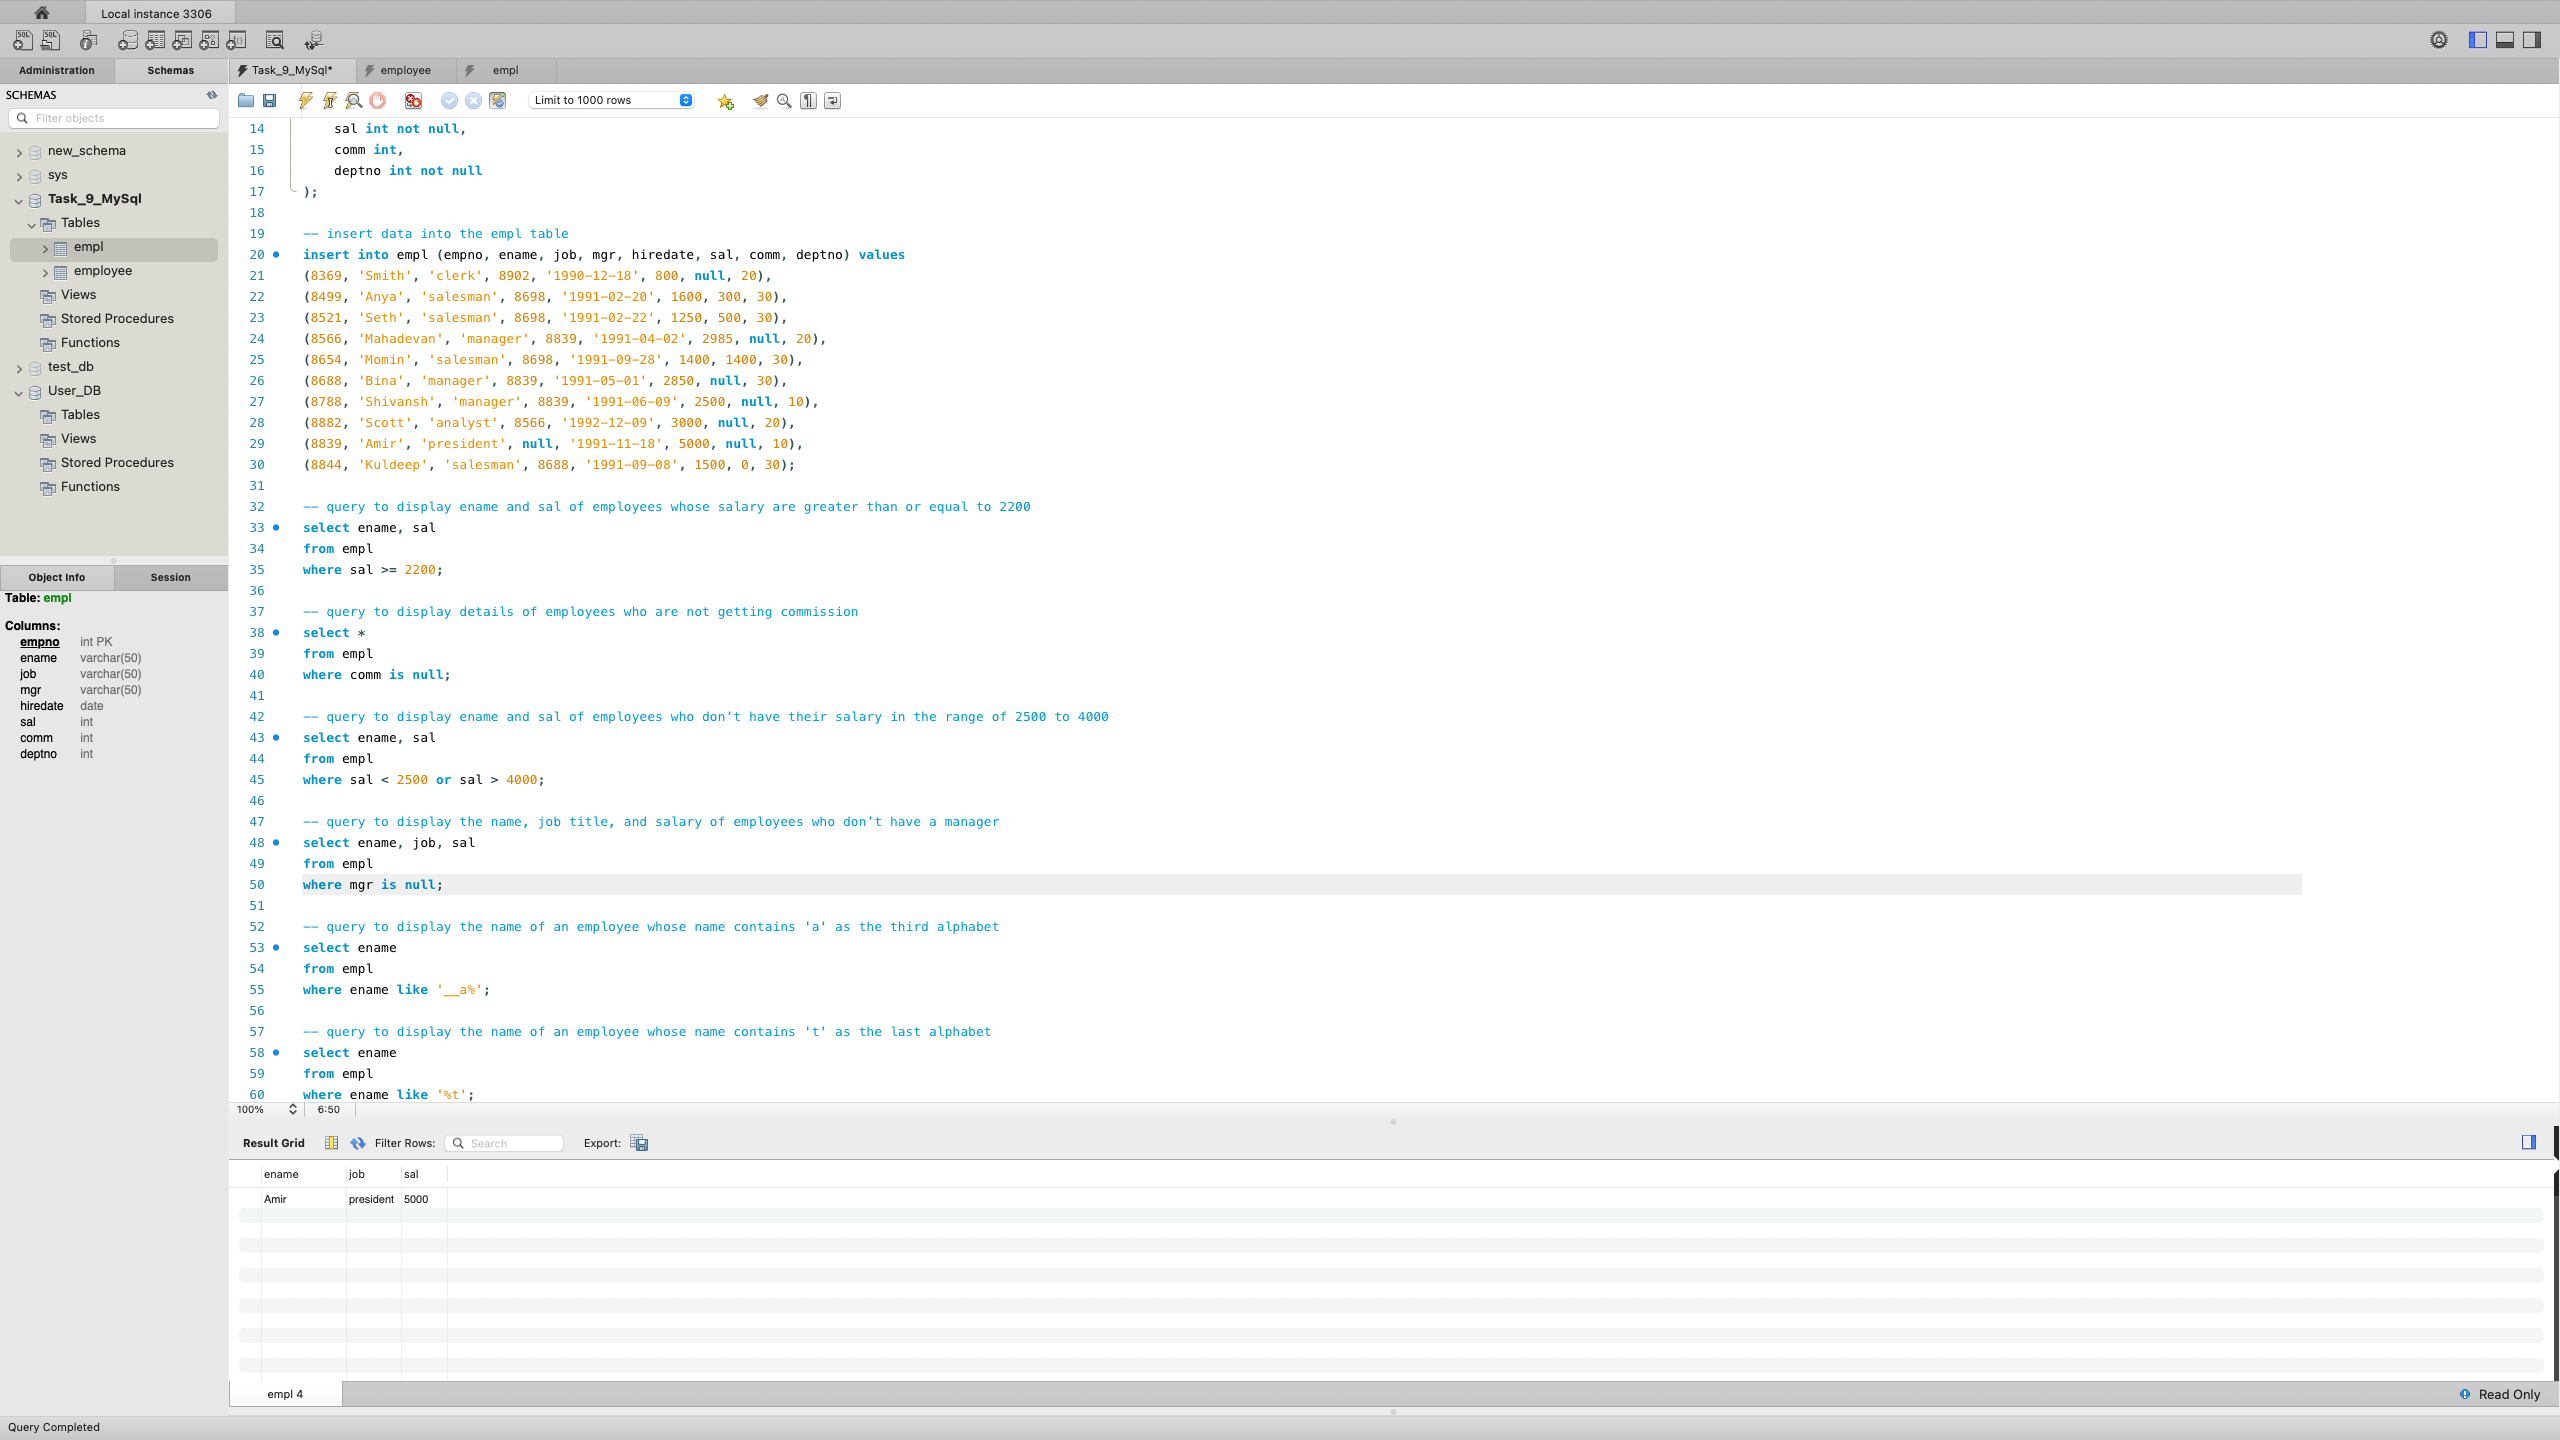 Local instance 3306
Administration
Schemas
Task_9_MySql*
employee
empl
SCHEMAS
Filter objects
new_schema
sys
Task_9_MySql
Tables
empl
employee
Views
Stored Procedures
Functions
test_db
User_DB
Tables
Views
Stored Procedures
Functions
Object Info
Session
Table: empl
Columns:
empno int PK
ename varchar(50)
job varchar(50)
mgr varchar(50)
hiredate date
sal int
comm int
deptno int
Limit to 1000 rows
14 sal int not null,
15 comm int,
16 deptno int not null
17 );
18
19 -- insert data into the empl table
20 insert into empl (empno, ename, job, mgr, hiredate, sal, comm, deptno) values
21 (8369, 'Smith', 'clerk', 8902, '1990-12-18', 800, null, 20),
22 (8499, 'Anya', 'salesman', 8698, '1991-02-20', 1600, 300, 30),
23 (8521, 'Seth', 'salesman', 8698, '1991-02-22', 1250, 500, 30),
24 (8566, 'Mahadevan', 'manager', 8839, '1991-04-02', 2985, null, 20),
25 (8654, 'Momin', 'salesman', 8698, '1991-09-28', 1400, 1400, 30),
26 (8688, 'Bina', 'manager', 8839, '1991-05-01', 2850, null, 30),
27 (8788, 'Shivansh', 'manager', 8839, '1991-06-09', 2500, null, 10),
28 (8882, 'Scott', 'analyst', 8566, '1992-12-09', 3000, null, 20),
29 (8839, 'Amir', 'president', null, '1991-11-18', 5000, null, 10),
30 (8844, 'Kuldeep', 'salesman', 8688, '1991-09-08', 1500, 0, 30);
31
32 -- query to display ename and sal of employees whose salary are greater than or equal to 2200
33 select ename, sal
34 from empl
35 where sal >= 2200;
36
37 -- query to display details of employees who are not getting commission
38 select *
39 from empl
40 where comm is null;
41
42 -- query to display ename and sal of employees who don’t have their salary in the range of 2500 to 4000
43 select ename, sal
44 from empl
45 where sal < 2500 or sal > 4000;
46
47 -- query to display the name, job title, and salary of employees who don’t have a manager
48 select ename, job, sal
49 from empl
50 where mgr is null;
51
52 -- query to display the name of an employee whose name contains 'a' as the third alphabet
53 select ename
54 from empl
55 where ename like '__a%';
56
57 -- query to display the name of an employee whose name contains 't' as the last alphabet
58 select ename
59 from empl
60 where ename like '%t';
100% 6:50
Result Grid Filter Rows: Search Export:
ename job sal
Amir president 5000
empl 4
Read Only
Query Completed